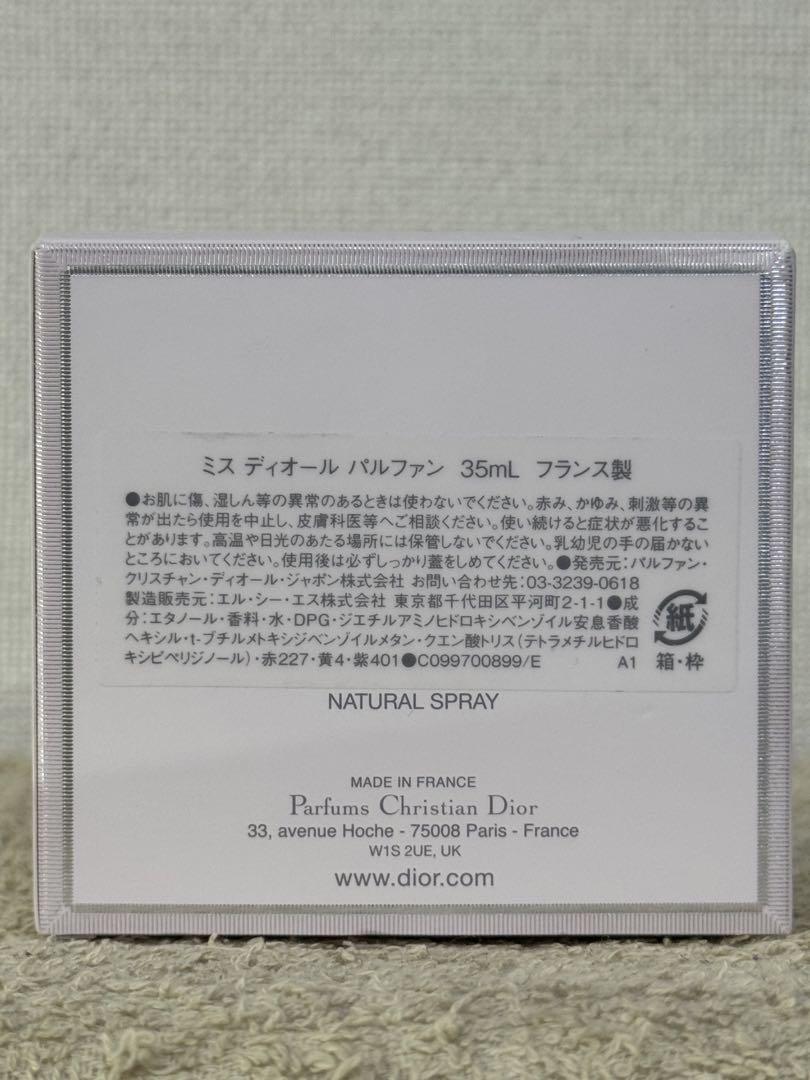 ミス ディオール パルファン 35mL フランス製
●お肌に傷、湿しん等の異常のあるときは使わないでください。赤み、かゆみ、刺激等の異
常が出たら使用を中止し、皮膚科医等へご相談ください。使い続けると症状が悪化するこ
とがあります。高温や日光のあたる場所には保管しないでください。乳幼児の手の届かない
ところにおいてください。使用後は必ずしっかり蓋をしめてください。●発売元:パルファン・
クリスチャン・ディオール・ジャポン株式会社 お問い合わせ先:03-3239-0618
製造販売元:エル・シー・エス株式会社 東京都千代田区平河町2-1-1●成
分:エタノール・香料・水・DPG・ジエチルアミノヒドロキシベンゾイル安息香酸
ヘキシル・t-ブチルメトキシジベンゾイルメタン・クエン酸トリス(テトラメチルヒドロ
キシピペリジノール)・赤227・黄4・紫401●C099700899/E A1
紙
箱・枠
NATURAL SPRAY
MADE IN FRANCE
Parfums Christian Dior
33, avenue Hoche - 75008 Paris - France
W1S 2UE, UK
www.dior.com